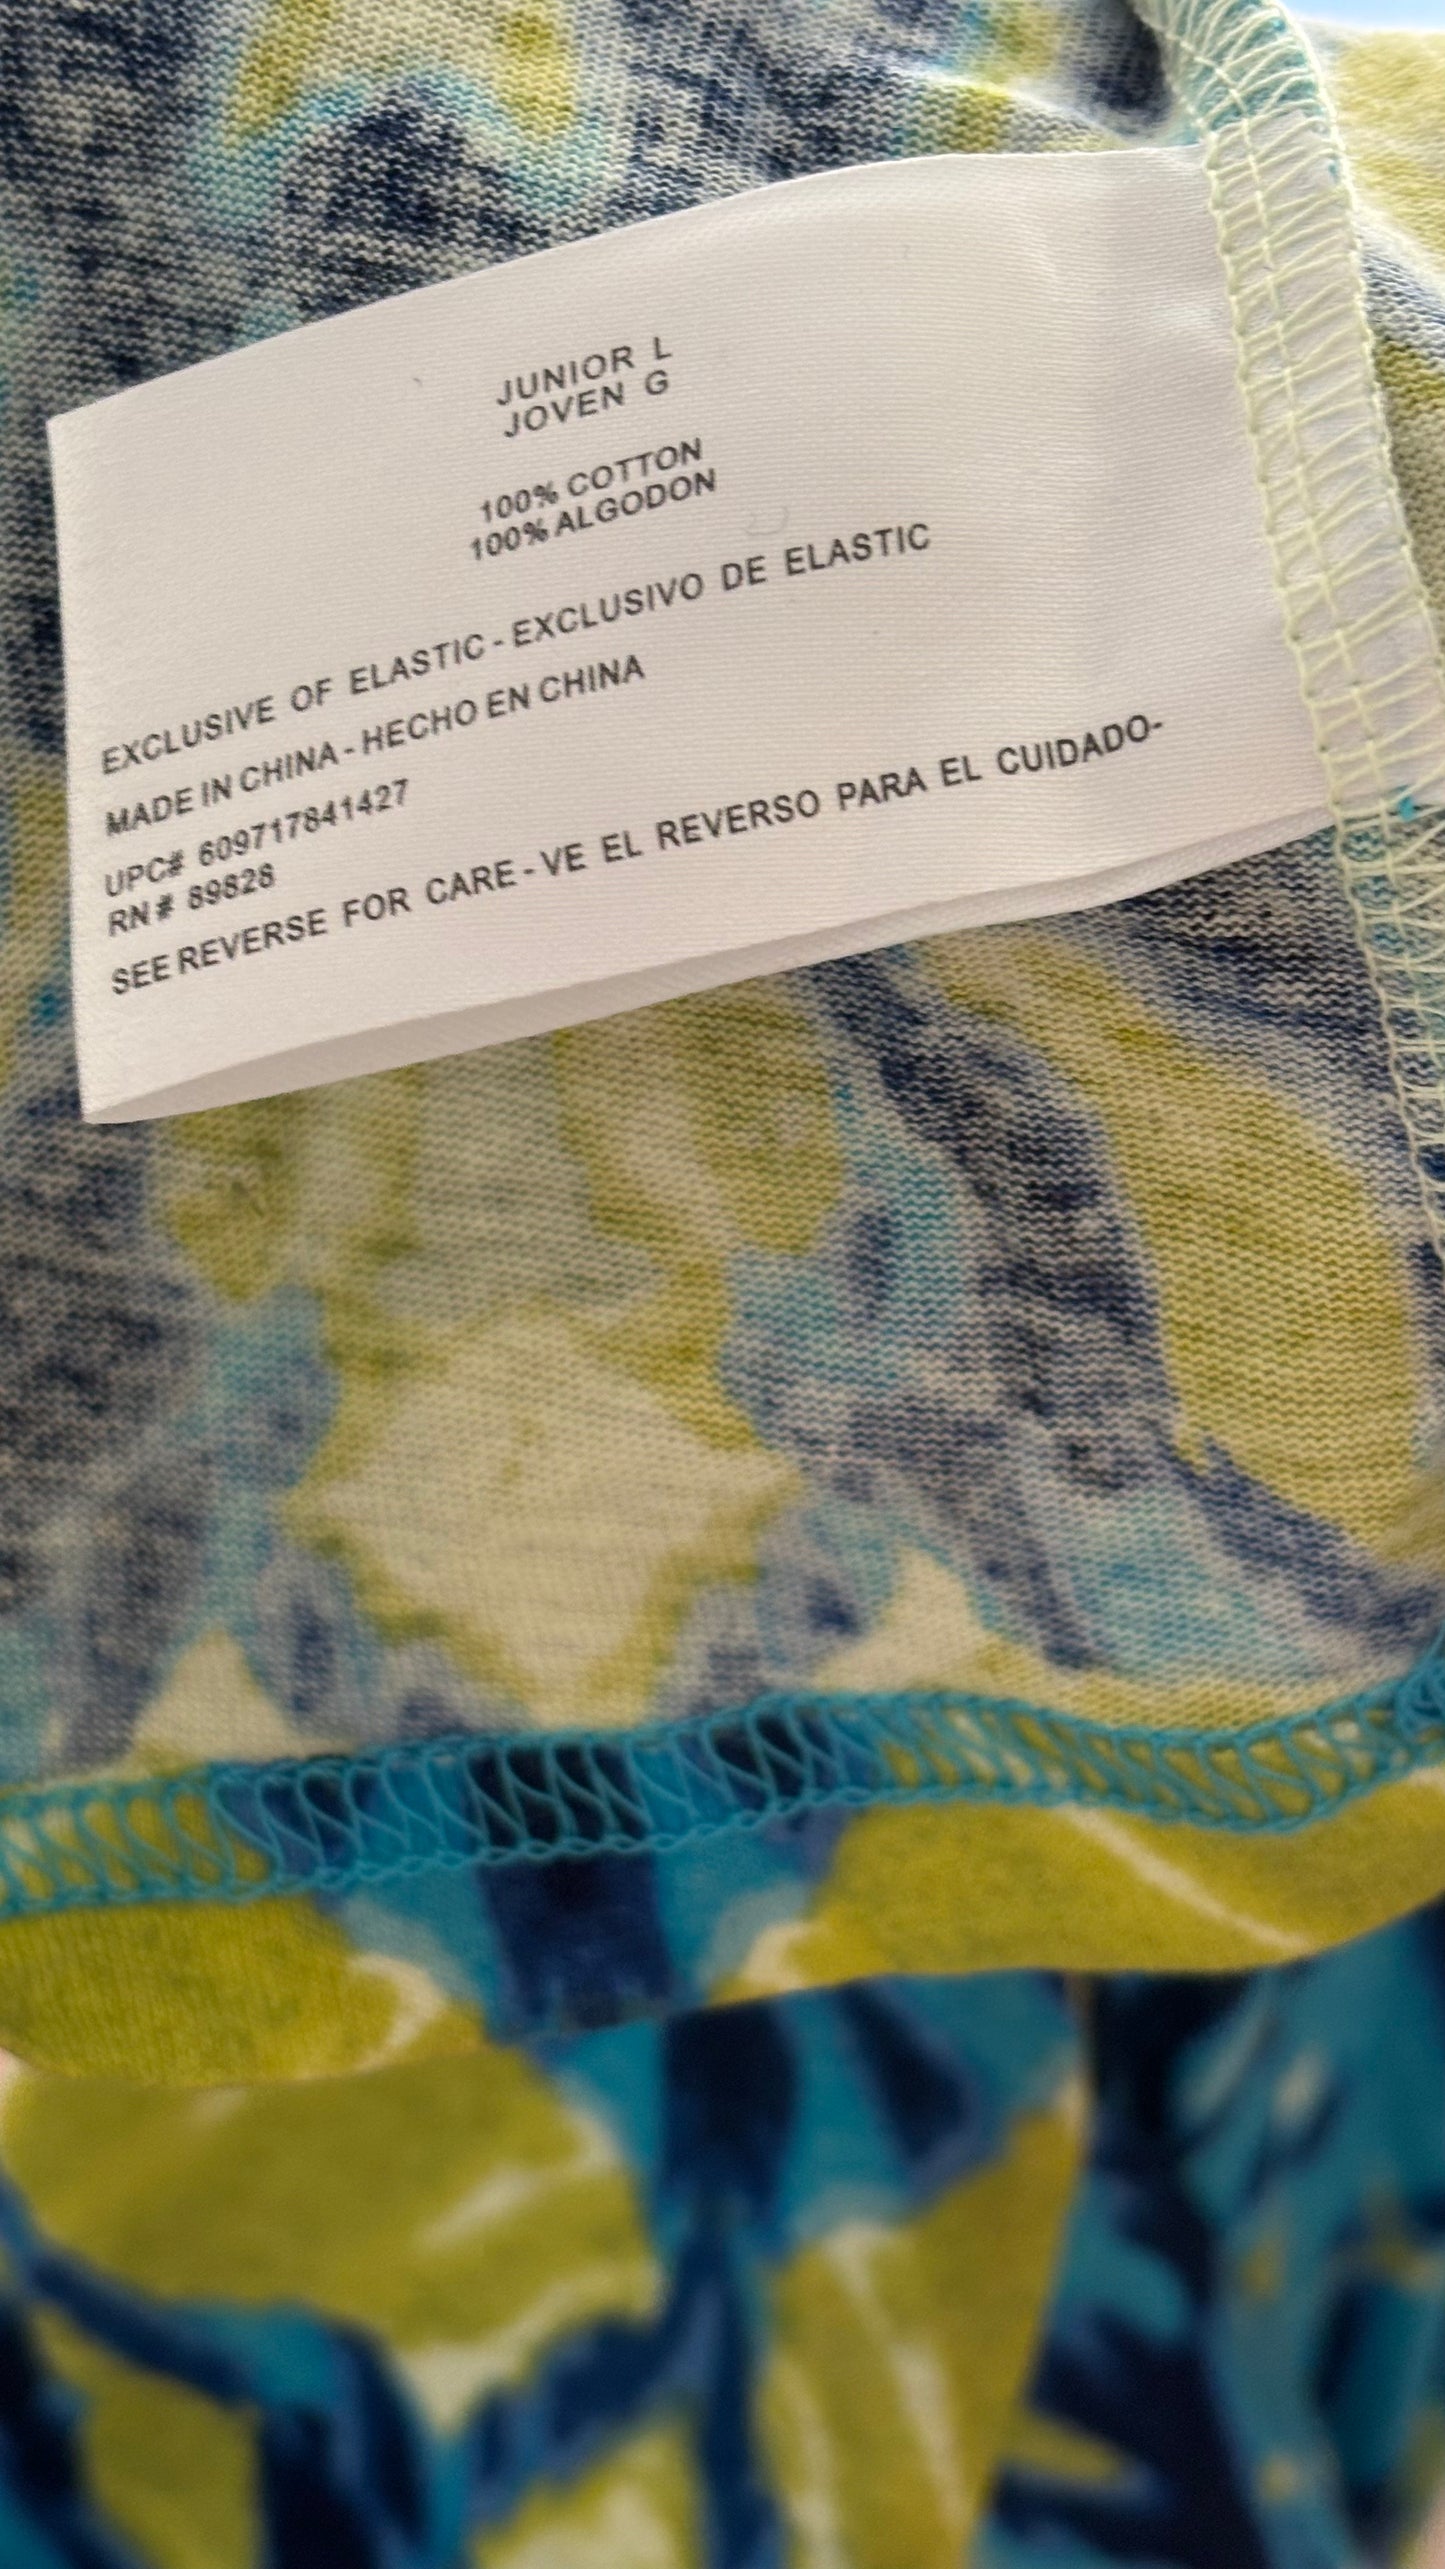 JUNIOR L
JOVEN G
100% COTTON
100% ALGODON
EXCLUSIVE OF ELASTIC - EXCLUSIVO DE ELASTIC
MADE IN CHINA - HECHO EN CHINA
UPC# 609717841427
RN# 89828
SEE REVERSE FOR CARE - VE EL REVERSO PARA EL CUIDADO-